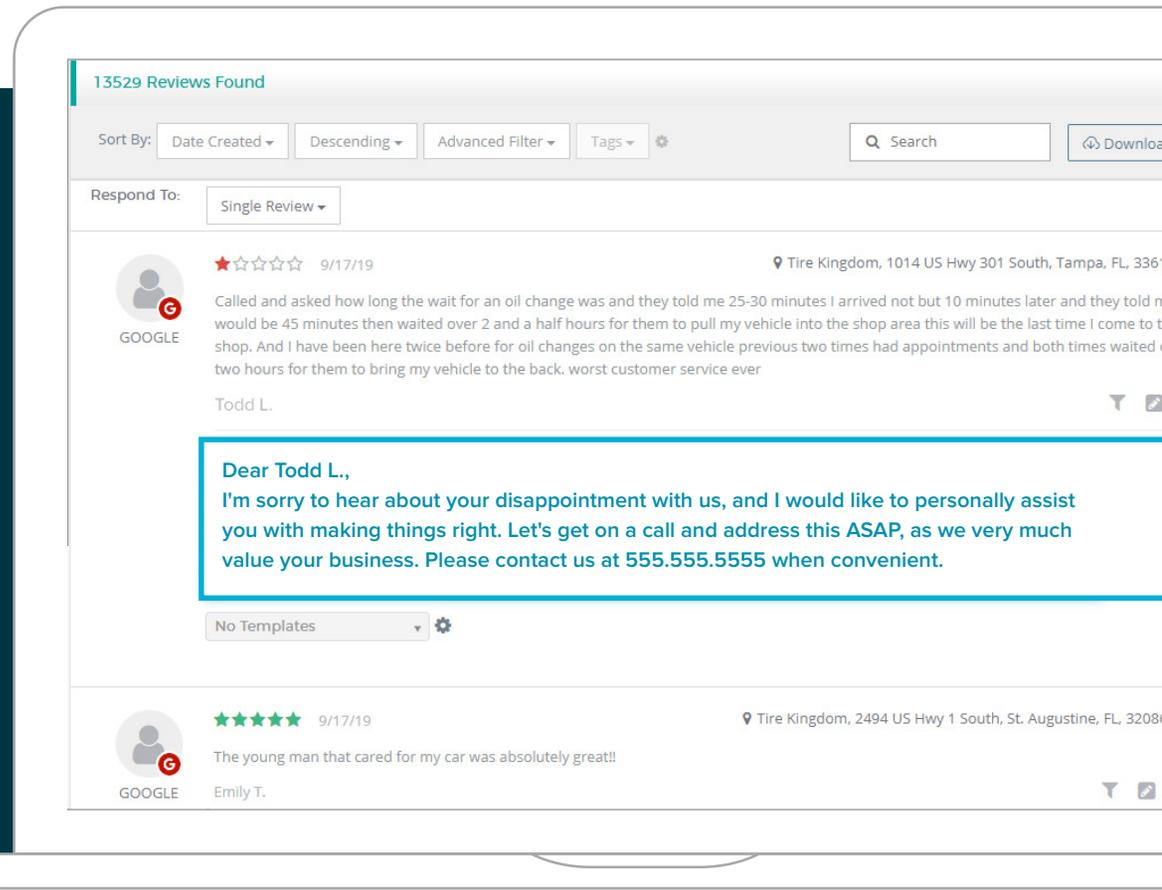 13529 Reviews Found
Sort By: Date Created Descending Advanced Filter Tags Search
Respond To: Single Review
9/17/19 Tire Kingdom, 1014 US Hwy 301 South, Tampa, FL,
G
GOOGLE
Called and asked how long the wait for an oil change was and they told me 25-30 minutes I arrived not but 10 minutes later and they told
would be 45 minutes then waited over 2 and a half hours for them to pull my vehicle into the shop area this will be the last time I come to
shop. And I have been here twice before for oil changes on the same vehicle previous two times had appointments and both times waited
two hours for them to bring my vehicle to the back. worst customer service ever
Todd L.
Dear Todd L.,
I'm sorry to hear about your disappointment with us, and I would like to personally assist
you with making things right. Let's get on a call and address this ASAP, as we very much
value your business. Please contact us at 555.555.5555 when convenient.
No Templates
9/17/19 Tire Kingdom, 2494 US Hwy 1 South, St. Augustine, FL,
G
GOOGLE
The young man that cared for my car was absolutely great!!
Emily T.